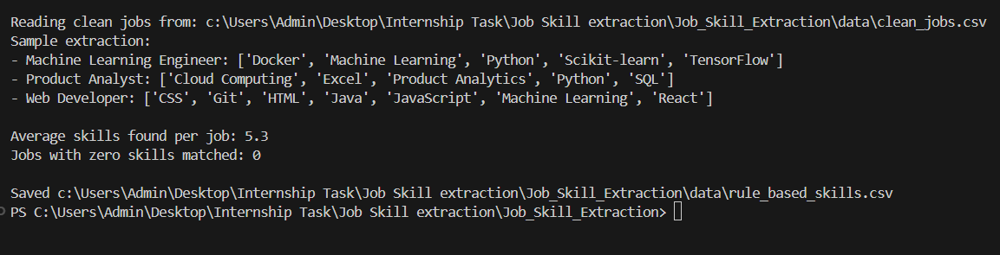 Reading clean jobs from: c:\Users\Admin\Desktop\Internship Task\Job Skill extraction\Job_Skill_Extraction\data\clean_jobs.csv
Sample extraction:
- Machine Learning Engineer: ['Docker', 'Machine Learning', 'Python', 'Scikit-learn', 'TensorFlow']
- Product Analyst: ['Cloud Computing', 'Excel', 'Product Analytics', 'Python', 'SQL']
- Web Developer: ['CSS', 'Git', 'HTML', 'Java', 'JavaScript', 'Machine Learning', 'React']
Average skills found per job: 5.3
Jobs with zero skills matched: 0
Saved c:\Users\Admin\Desktop\Internship Task\Job Skill extraction\Job_Skill_Extraction\data\rule_based_skills.csv
PS C:\Users\Admin\Desktop\Internship Task\Job Skill extraction\Job_Skill_Extraction>